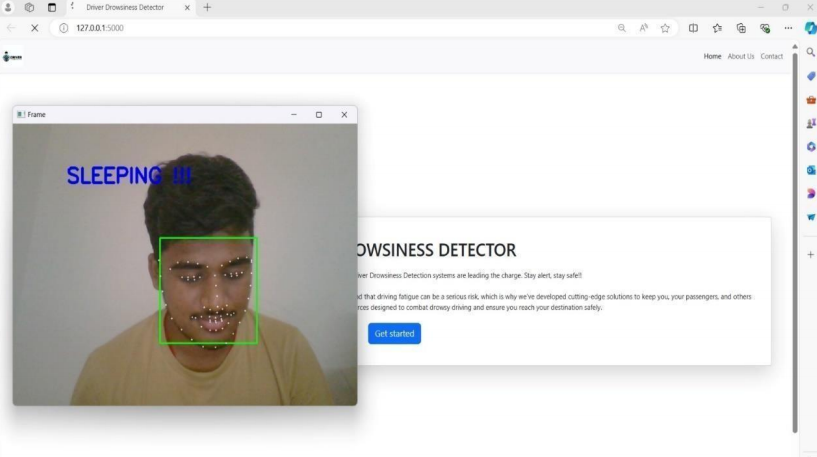 Driver Drowsiness Detector
127.0.0.1:5000
Home About Us Contact
Frame
SLEEPING !!!
OWSINESS DETECTOR
iver Drowsiness Detection systems are leading the charge. Stay alert, stay safe!!
d that driving fatigue can be a serious risk, which is why we've developed cutting-edge solutions to keep you, your passengers, and others
rces designed to combat drowsy driving and ensure you reach your destination safely.
Get started